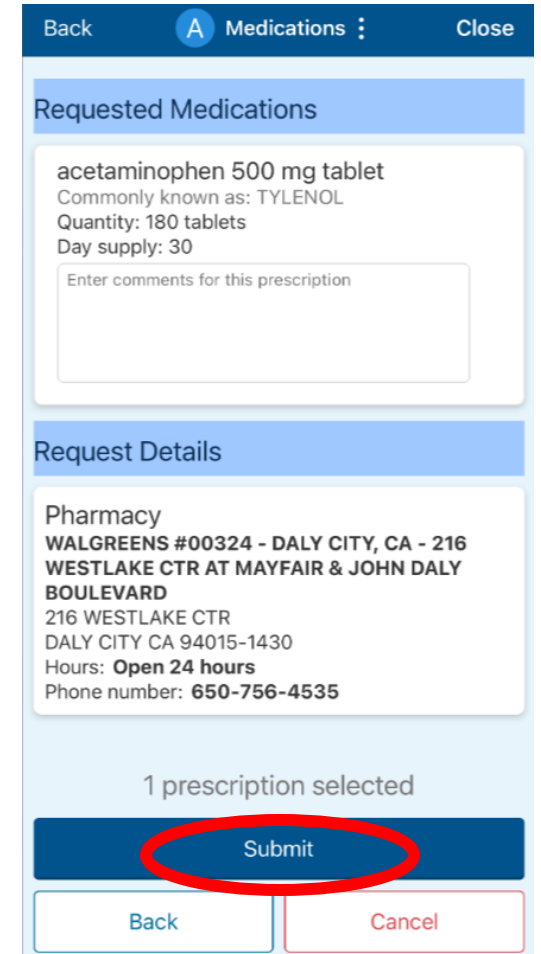 Back A Medications Close
Requested Medications
acetaminophen 500 mg tablet
Commonly known as: TYLENOL
Quantity: 180 tablets
Day supply: 30
Enter comments for this prescription
Request Details
Pharmacy
WALGREENS #00324 - DALY CITY, CA - 216
WESTLAKE CTR AT MAYFAIR & JOHN DALY
BOULEVARD
216 WESTLAKE CTR
DALY CITY CA 94015-1430
Hours: Open 24 hours
Phone number: 650-756-4535
1 prescription selected
Submit
Back Cancel